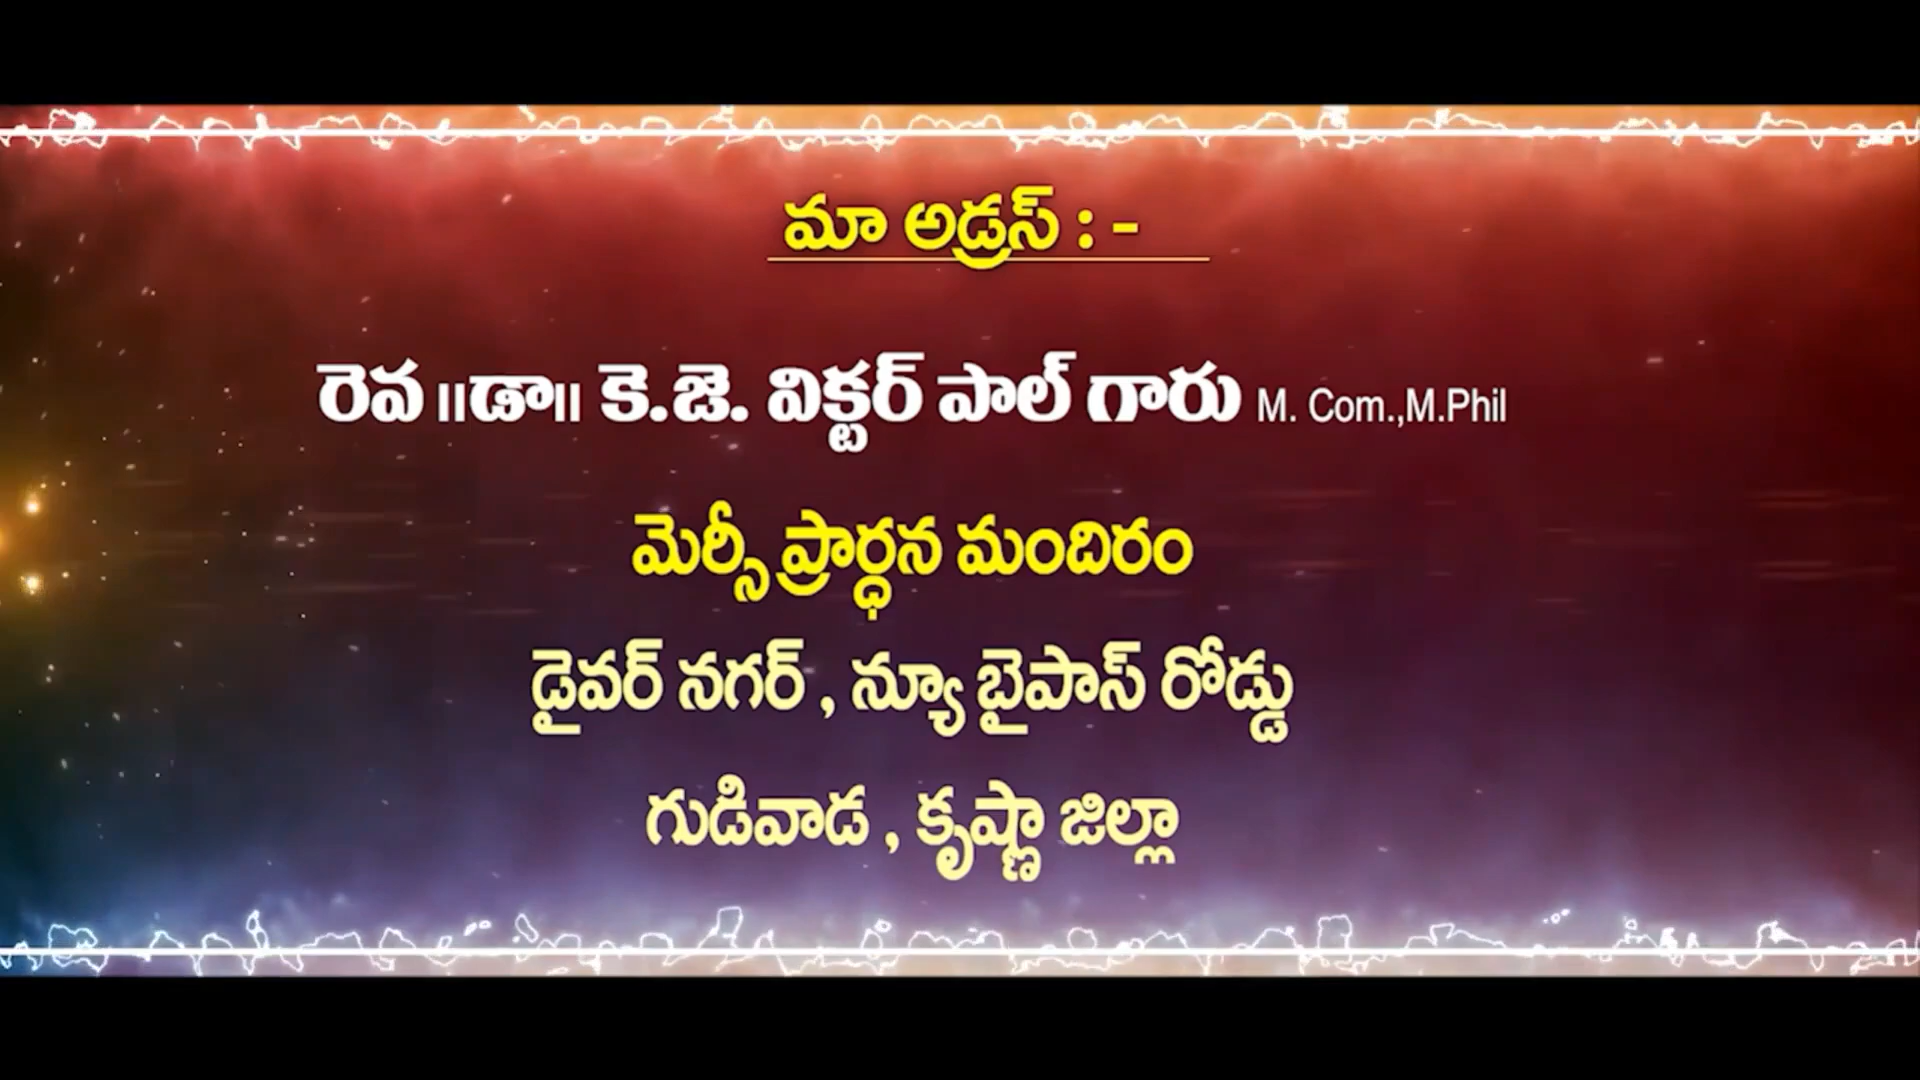 మా అడ్రస్ : -
రెవ ॥డా॥ కె.జె. విక్టర్ పాల్ గారు M. Com.,M.Phil
మెర్సీ ప్రార్ధన మందిరం
డైవర్ నగర్ , న్యూ బైపాస్ రోడ్డు
గుడివాడ , కృష్ణా జిల్లా